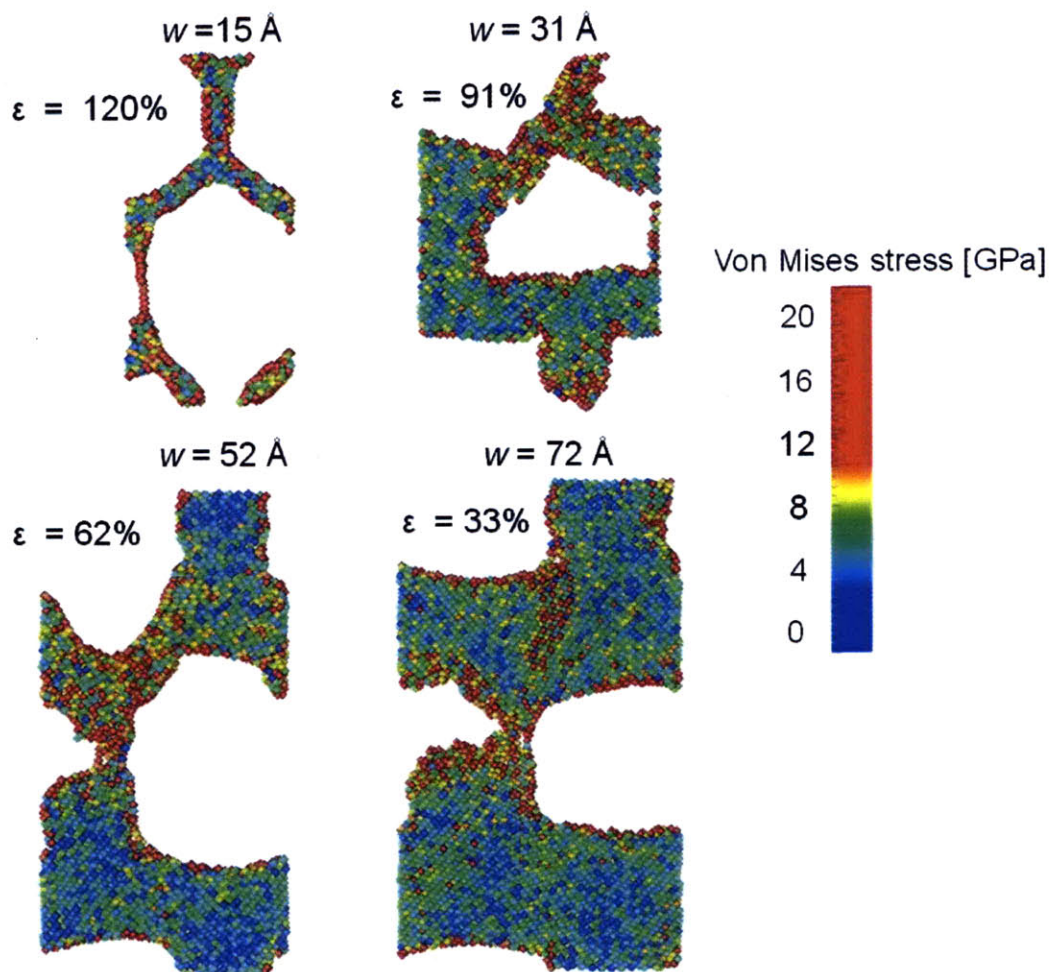 w = 15 Å
ε = 120%
w = 31 Å
ε = 91%
Von Mises stress [GPa]
20
16
12
8
4
0
w = 52 Å
ε = 62%
w = 72 Å
ε = 33%